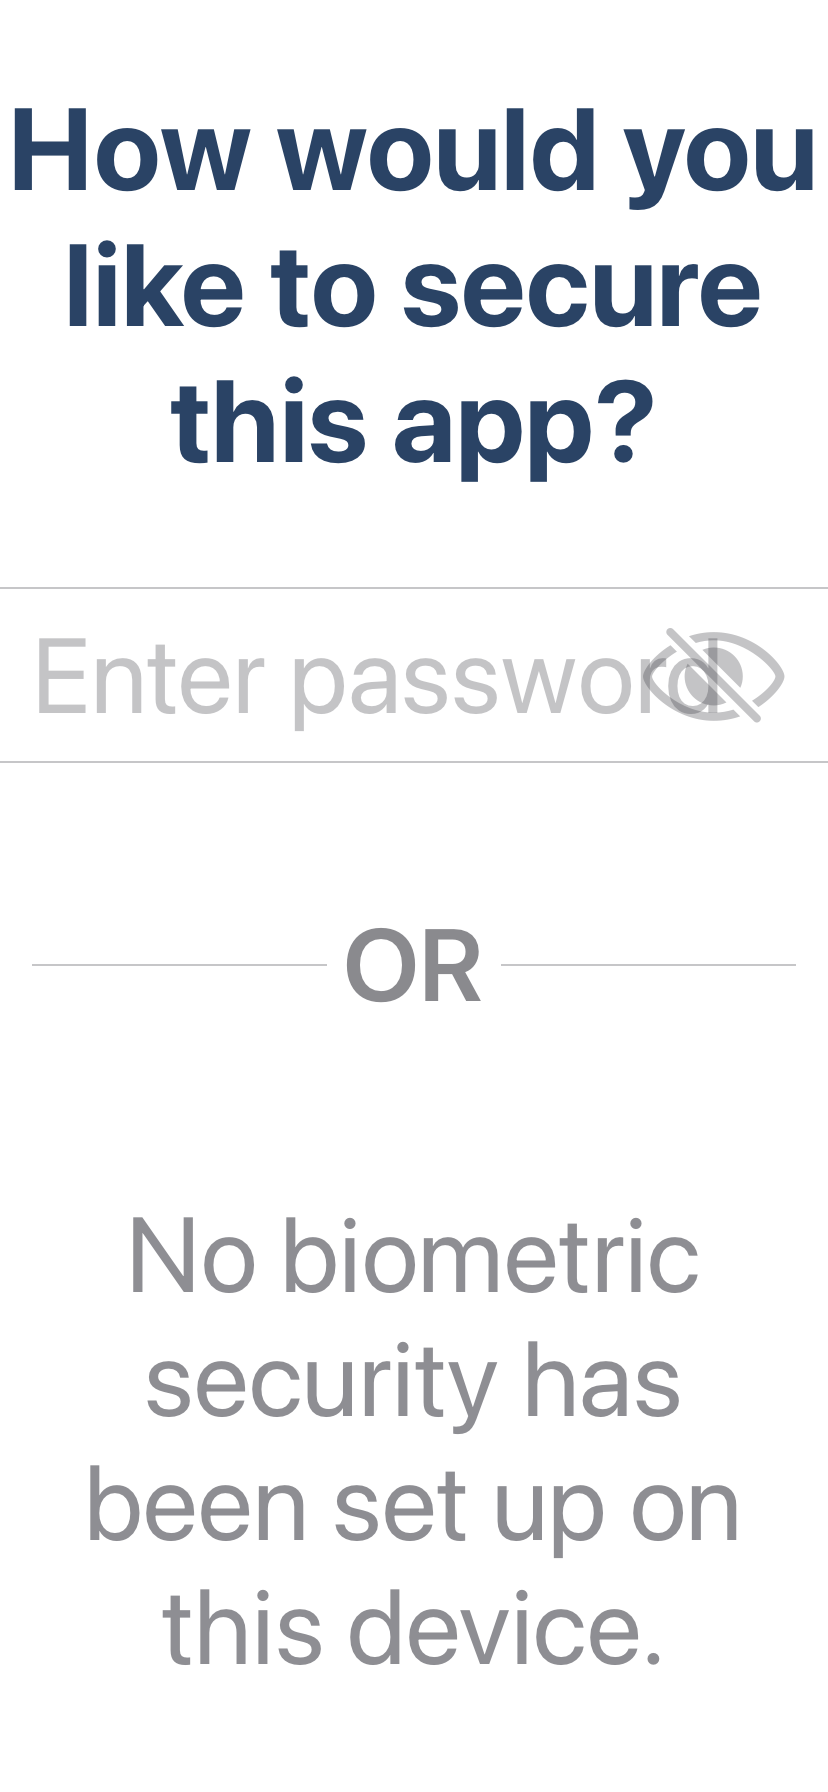 How would you
like to secure
this app?
Enter password
OR
No biometric
security has
been set up on
this device.